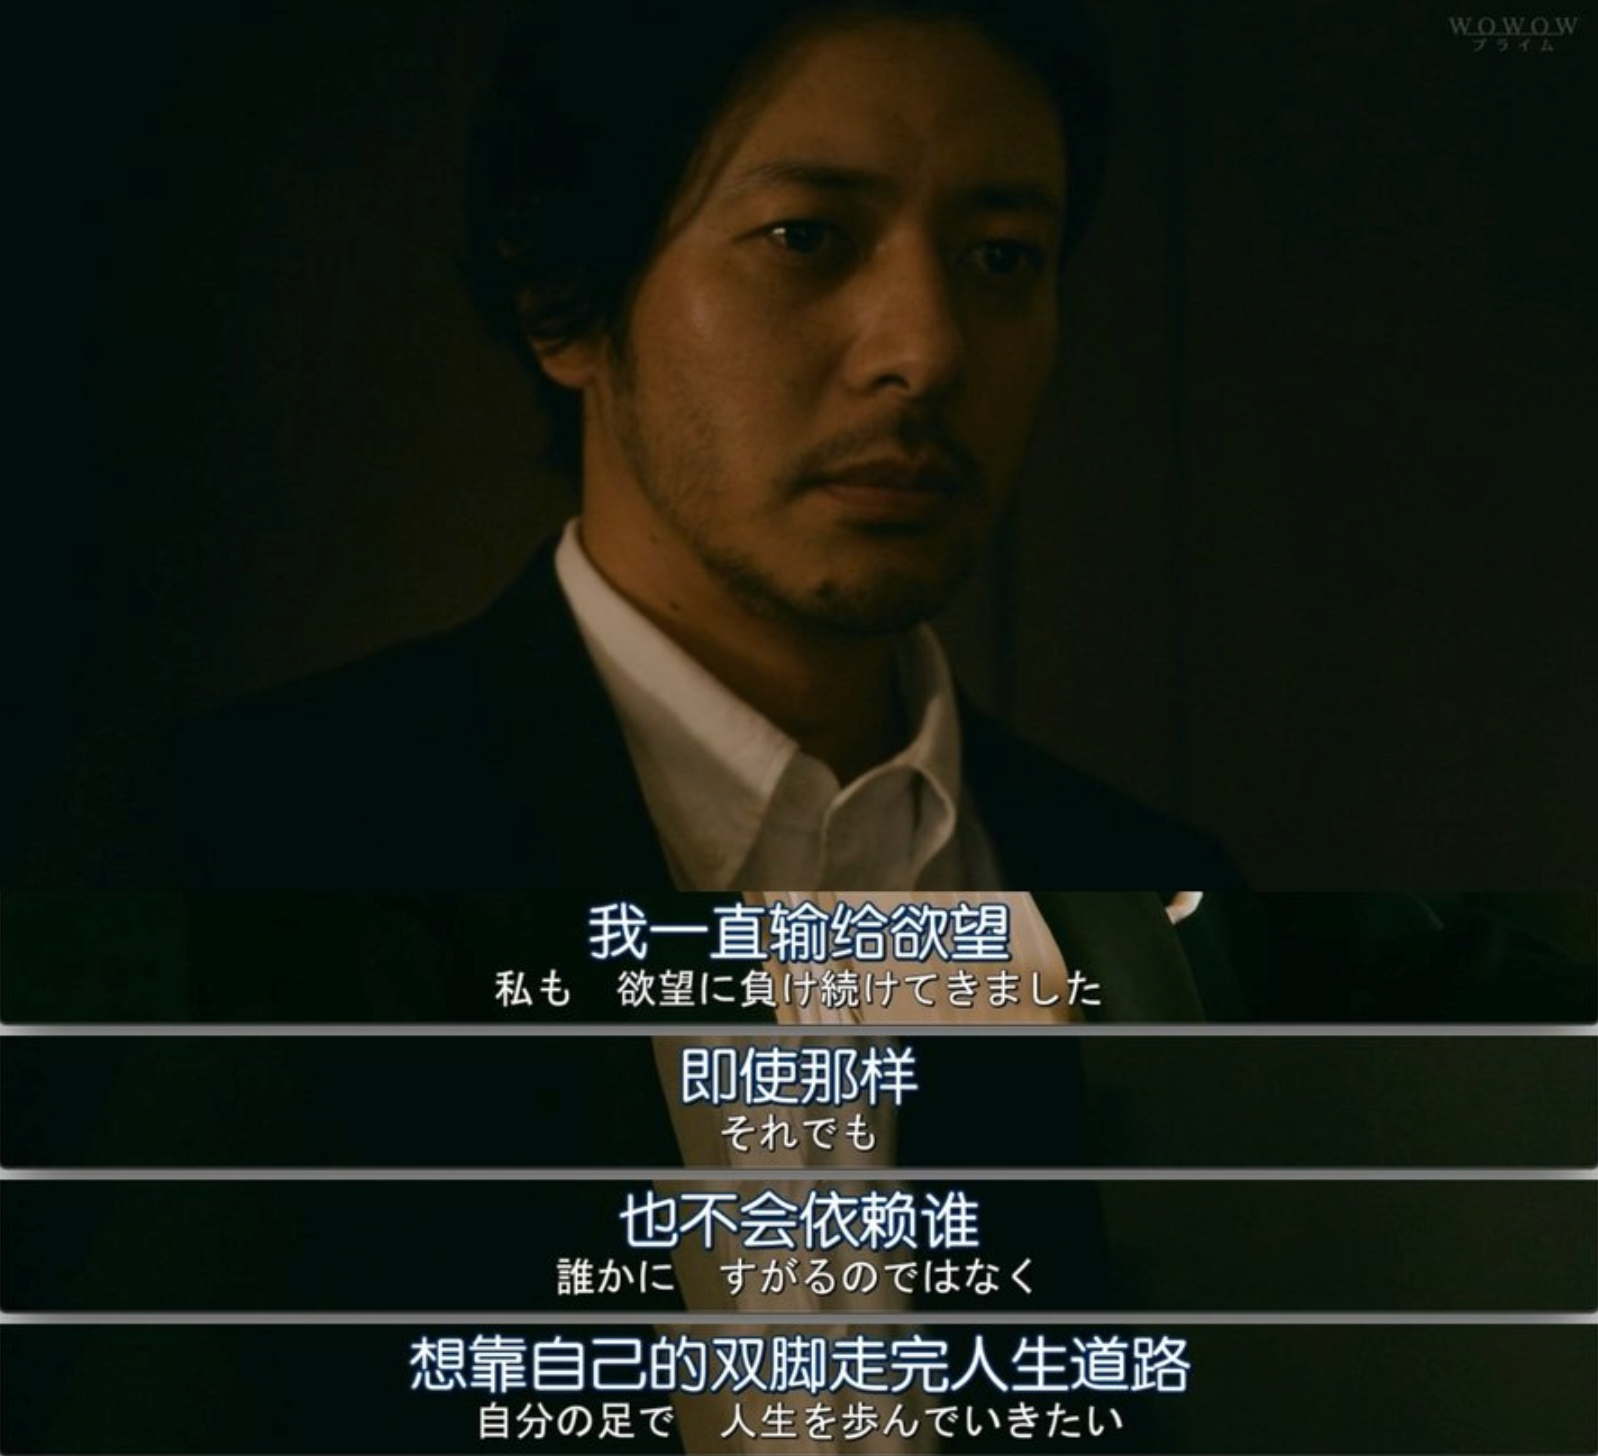 WOWOW
プライム
我一直输给欲望
私も　欲望に負け続けてきました
即使那样
それでも
也不会依赖谁
誰かに　すがるのではなく
想靠自己的双脚走完人生道路
自分の足で　人生を歩んでいきたい